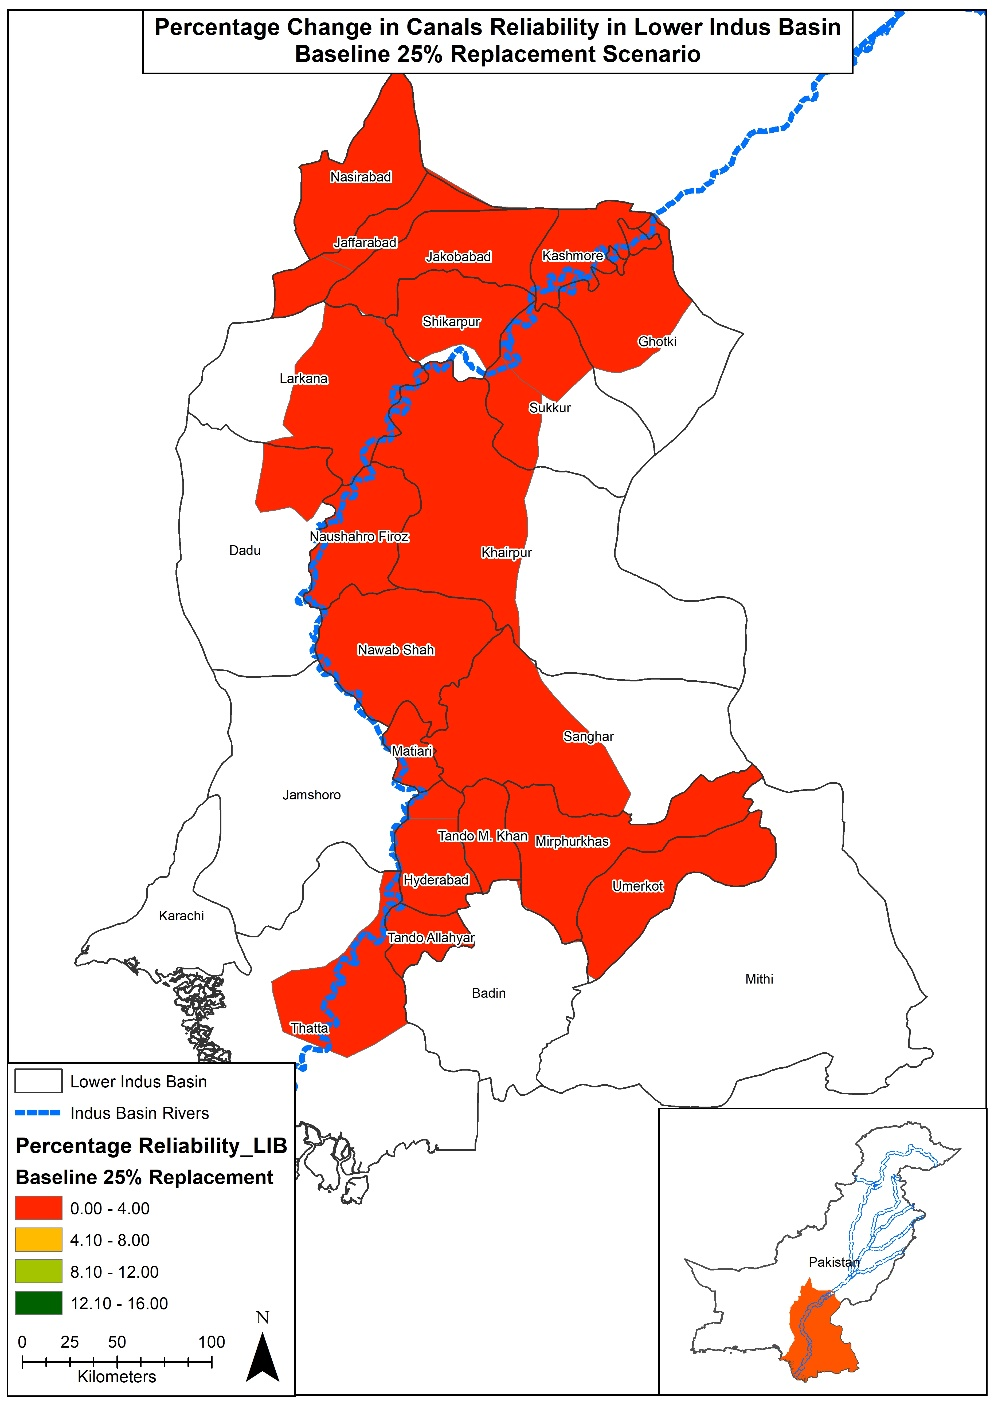 Percentage Change in Canals Reliability in Lower Indus Basin
Baseline 25% Replacement Scenario
Nasirabad
Jaffarabad
Jakobabad
Kashmore
Shikarpur
Ghotki
Larkana
Sukkur
Naushahro Firoz
Dadu
Khairpur
Nawab Shah
Sanghar
Matiari
Jamshoro
Tando M. Khan
Mirphurkhas
Hyderabad
Umerkot
Karachi
Tando Allahyar
Mithi
Badin
Thatta
Lower Indus Basin
Indus Basin Rivers
Percentage Reliability_LIB
Baseline 25% Replacement
0.00 - 4.00
4.10 - 8.00
8.10 - 12.00
12.10 - 16.00
N
0 25 50 100
Kilometers
Pakistan